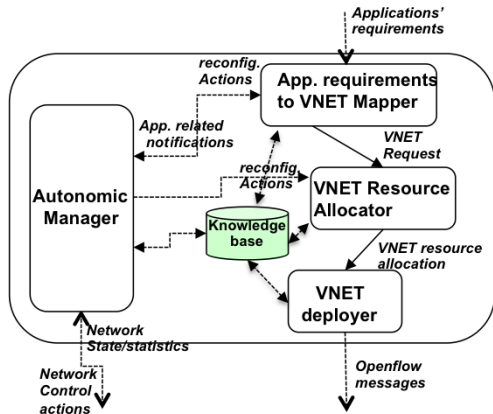 Applications'
requirements
reconfig.
Actions
App. requirements
to VNET Mapper
App. related
notifications
VNET
Request
reconfig.
Actions
Autonomic
Manager
VNET Resource
Allocator
Knowledge
base
VNET resource
allocation
VNET
deployer
Network
State/statistics
Network
Control
actions
Openflow
messages